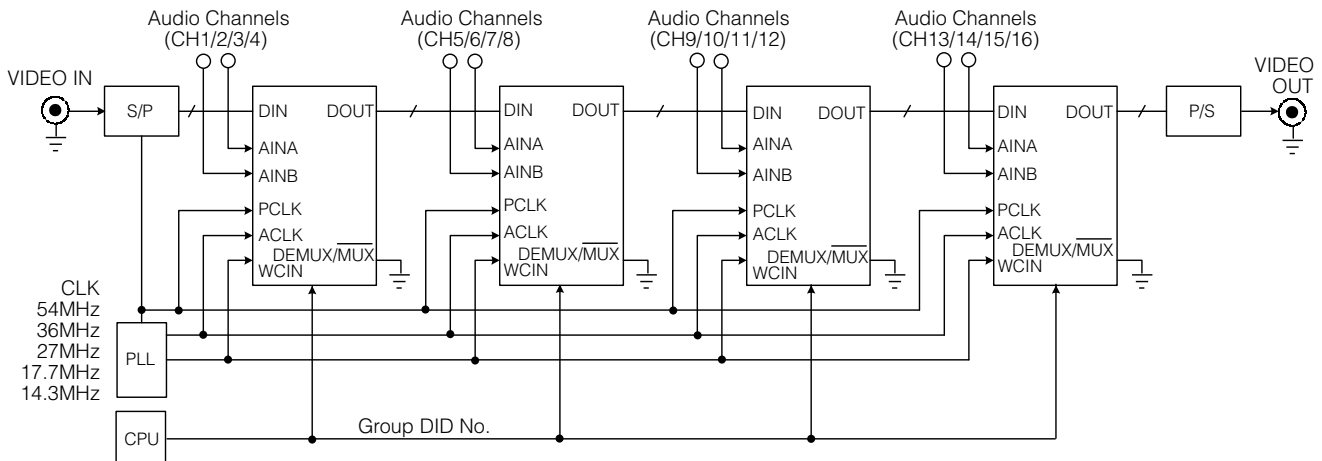 Audio Channels
(CH1/2/3/4)
Audio Channels
(CH5/6/7/8)
Audio Channels
(CH9/10/11/12)
Audio Channels
(CH13/14/15/16)
VIDEO IN
S/P
DIN
DOUT
AINA
AINB
PCLK
ACLK
DEMUX/MUX
WCIN
DIN
DOUT
AINA
AINB
PCLK
ACLK
DEMUX/MUX
WCIN
DIN
DOUT
AINA
AINB
PCLK
ACLK
DEMUX/MUX
WCIN
DIN
DOUT
AINA
AINB
PCLK
ACLK
DEMUX/MUX
WCIN
P/S
VIDEO
OUT
CLK
54MHz
36MHz
27MHz
17.7MHz
14.3MHz
PLL
CPU
Group DID No.